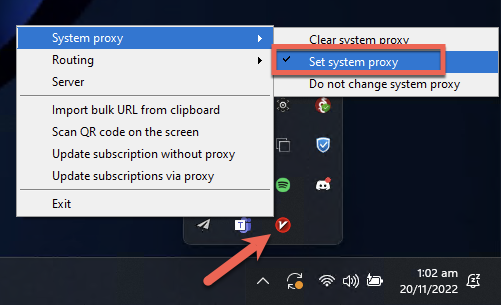 System proxy
Routing
Server
Import bulk URL from clipboard
Scan QR code on the screen
Update subscription without proxy
Update subscriptions via proxy
Exit
Clear system proxy
Set system proxy
Do not change system proxy
T
1:02 am
20/11/2022